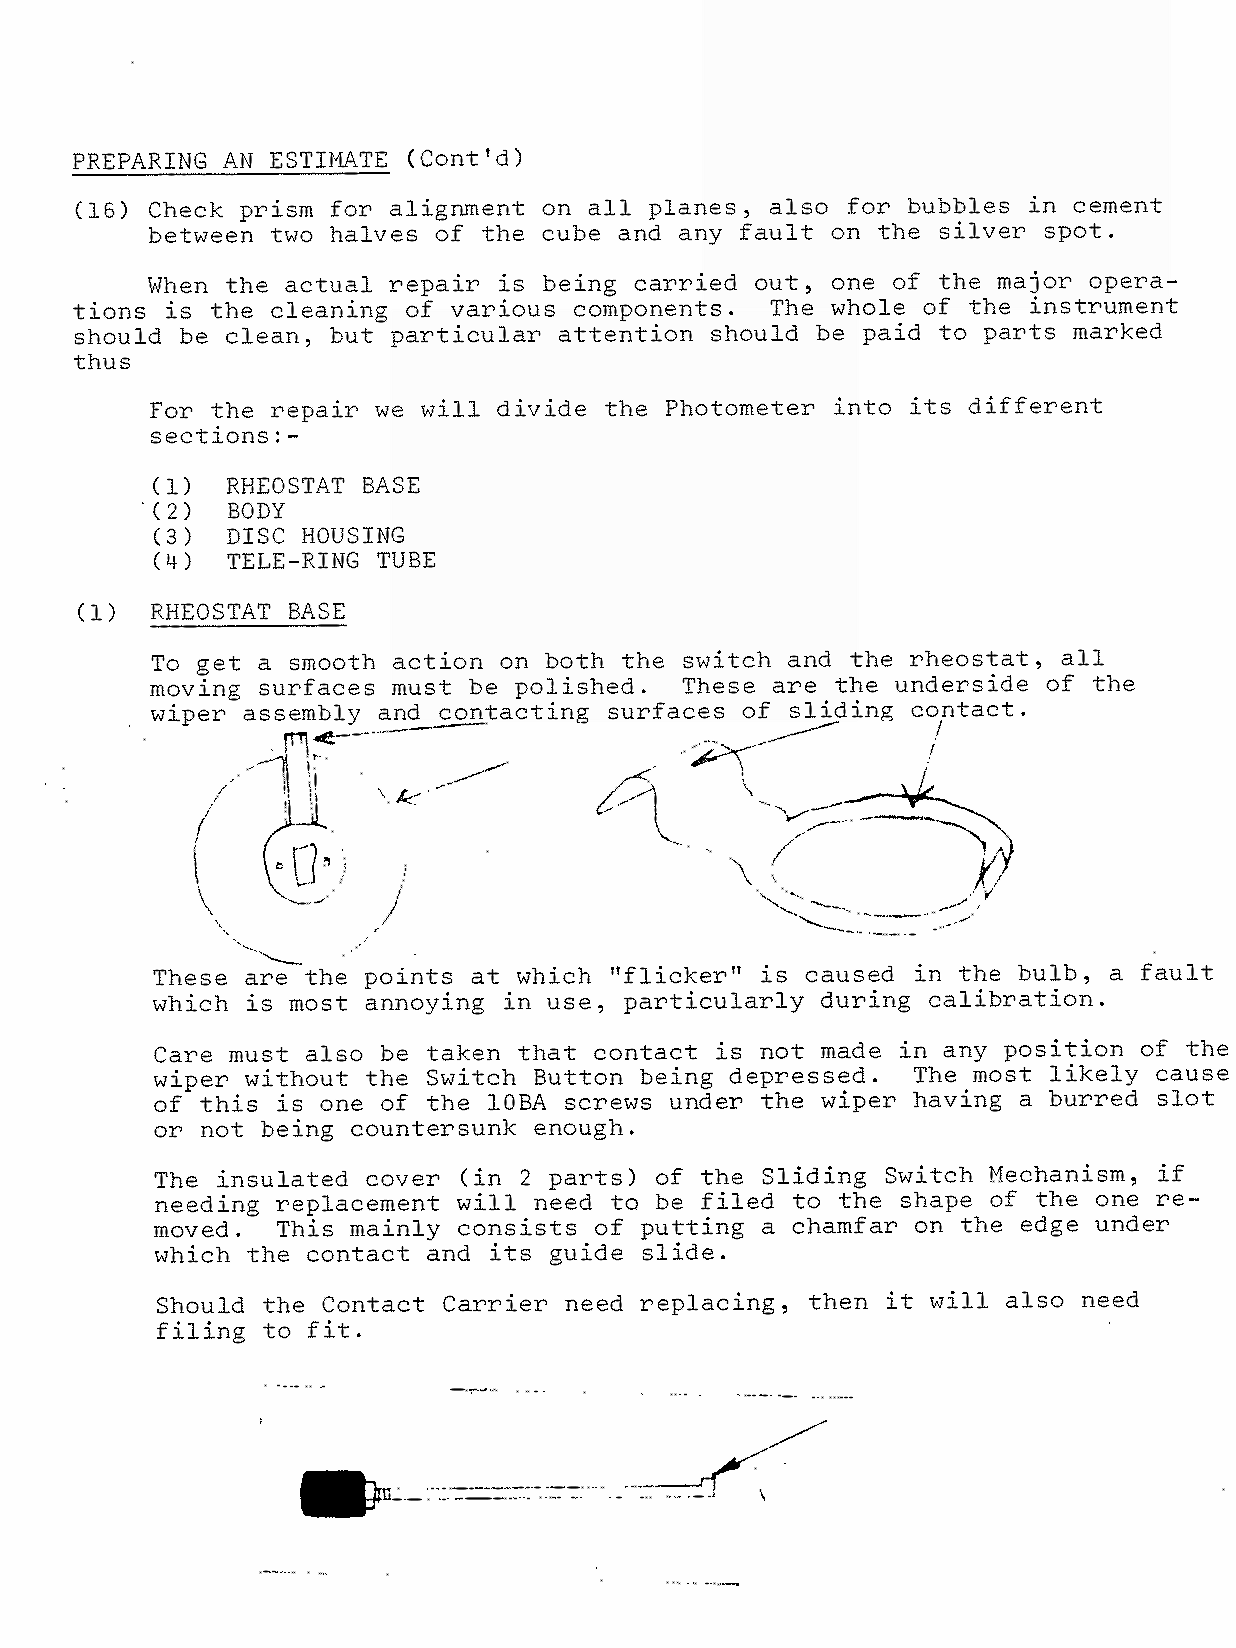 PREPARING AN ESTIMATE (Cont'd)
(16) Check prism for alignment on all planes, also for bubbles in cement
between two halves of the cube and any fault on the silver spot.
When the actual repair is being carried out, one of the major opera-
tions is the cleaning of various components. The whole of the instrument
should be clean, but particular attention should be paid to parts marked
thus
For the repair we will divide the Photometer into its different
sections:-
(1) RHEOSTAT BASE
(2) BODY
(3) DISC HOUSING
(4) TELE-RING TUBE
(1) RHEOSTAT BASE
To get a smooth action on both the switch and the rheostat, all
moving surfaces must be polished. These are the underside of the
wiper assembly and contacting surfaces of sliding contact.
These are the points at which "flicker" is caused in the bulb, a fault
which is most annoying in use, particularly during calibration.
Care must also be taken that contact is not made in any position of the
wiper without the Switch Button being depressed. The most likely cause
of this is one of the 10BA screws under the wiper having a burred slot
or not being countersunk enough.
The insulated cover (in 2 parts) of the Sliding Switch Mechanism, if
needing replacement will need to be filed to the shape of the one re-
moved. This mainly consists of putting a chamfar on the edge under
which the contact and its guide slide.
Should the Contact Carrier need replacing, then it will also need
filing to fit.